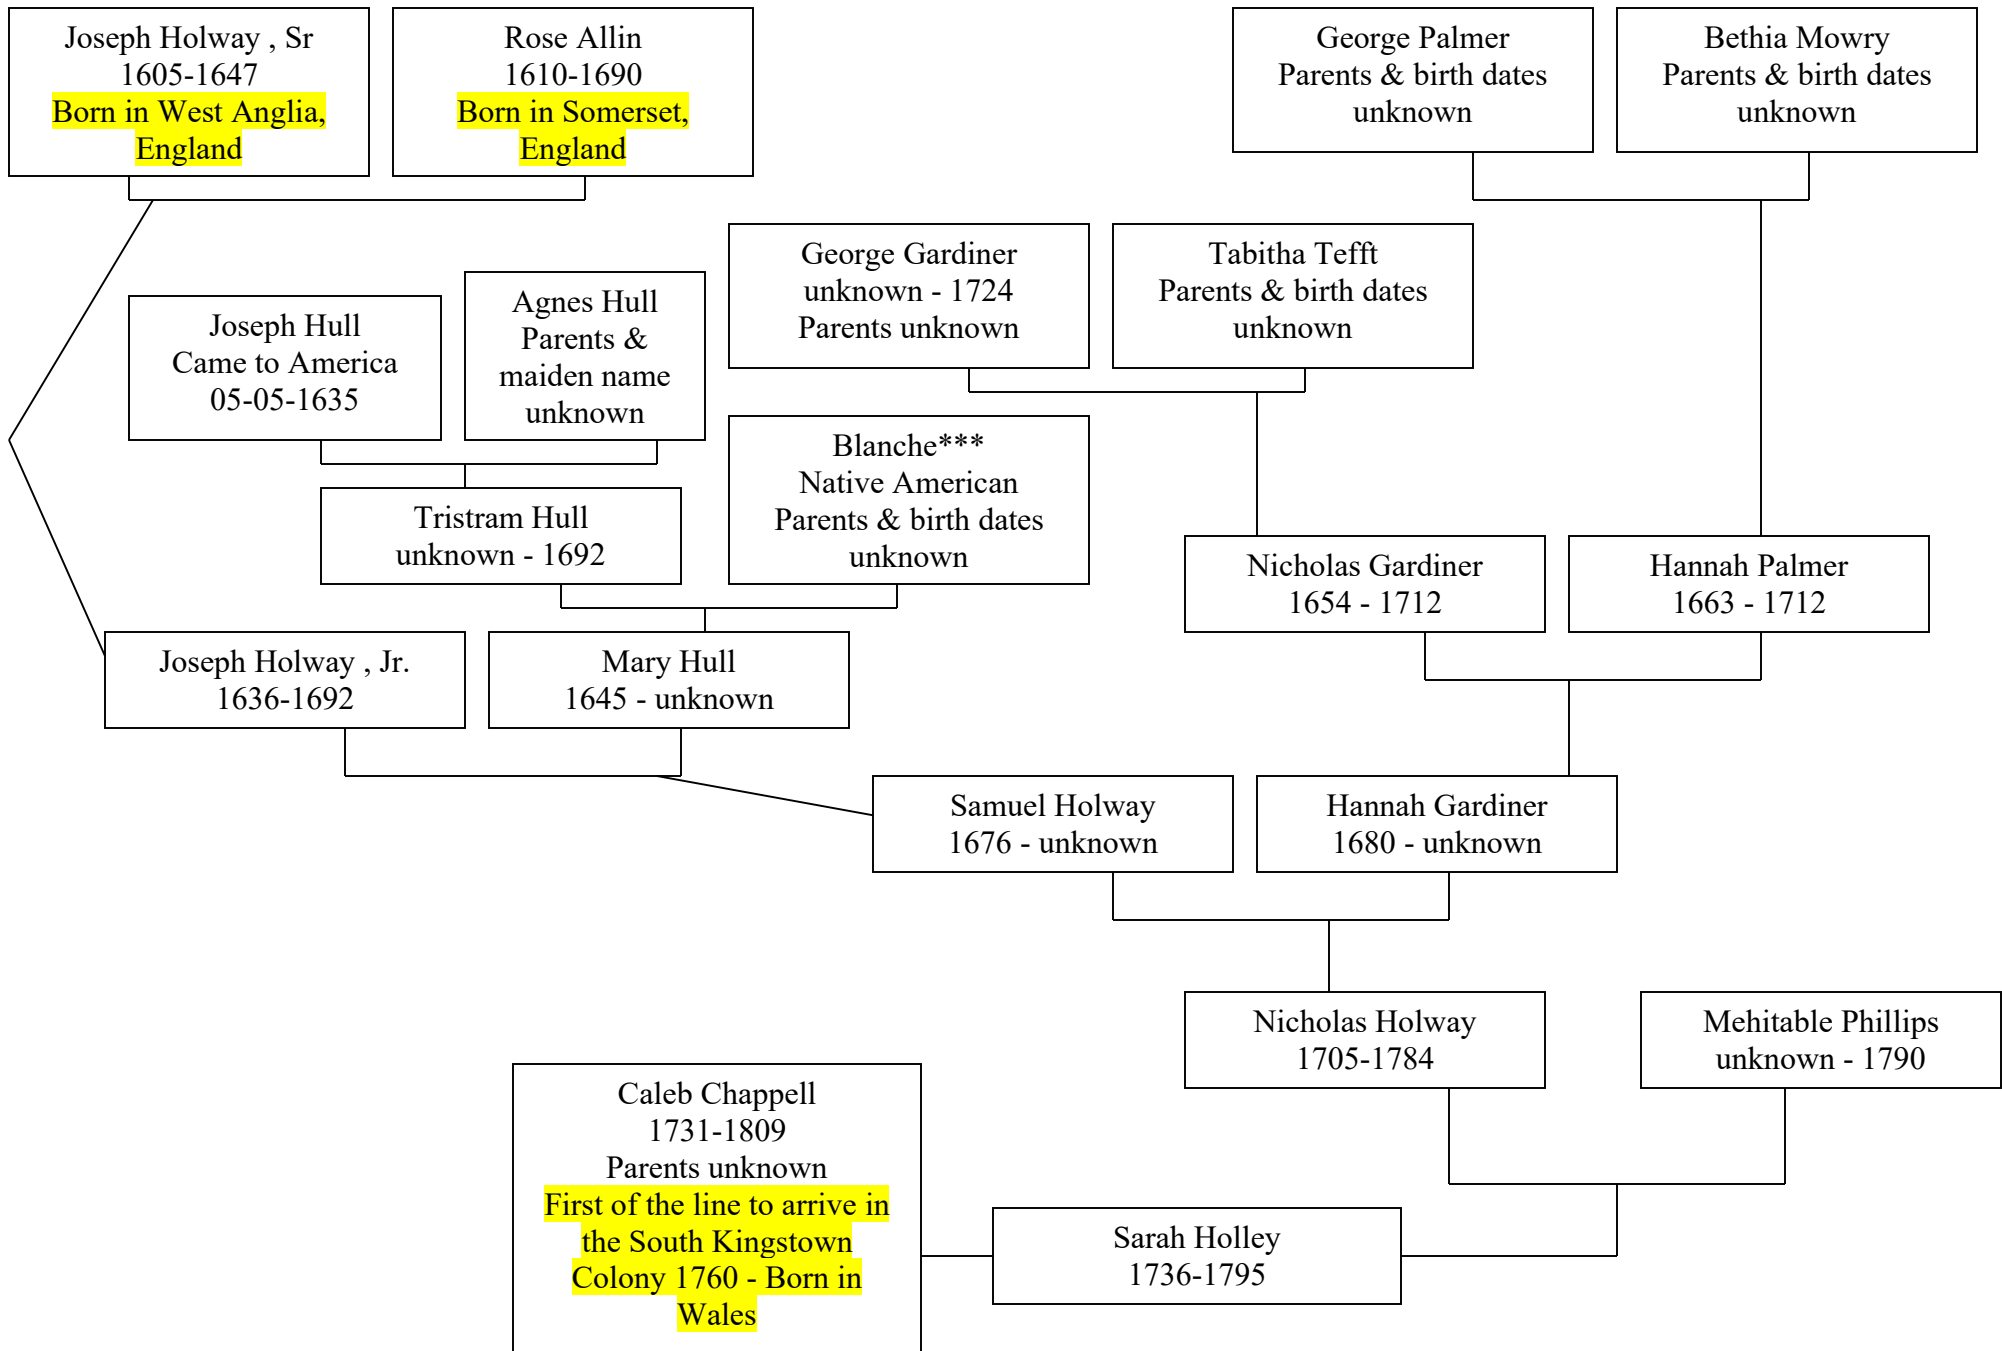 Joseph Holway , Sr
1605-1647
Born in West Anglia,
England
Rose Allin
1610-1690
Born in Somerset,
England
George Palmer
Parents & birth dates
unknown
Bethia Mowry
Parents & birth dates
unknown
George Gardiner
unknown - 1724
Parents unknown
Tabitha Tefft
Parents & birth dates
unknown
Joseph Hull
Came to America
05-05-1635
Agnes Hull
Parents &
maiden name
unknown
Blanche***
Native American
Parents & birth dates
unknown
Tristram Hull
unknown - 1692
Nicholas Gardiner
1654 - 1712
Hannah Palmer
1663 - 1712
Joseph Holway , Jr.
1636-1692
Mary Hull
1645 - unknown
Samuel Holway
1676 - unknown
Hannah Gardiner
1680 - unknown
Nicholas Holway
1705-1784
Mehitable Phillips
unknown - 1790
Caleb Chappell
1731-1809
Parents unknown
First of the line to arrive in
the South Kingstown
Colony 1760 - Born in
Wales
Sarah Holley
1736-1795